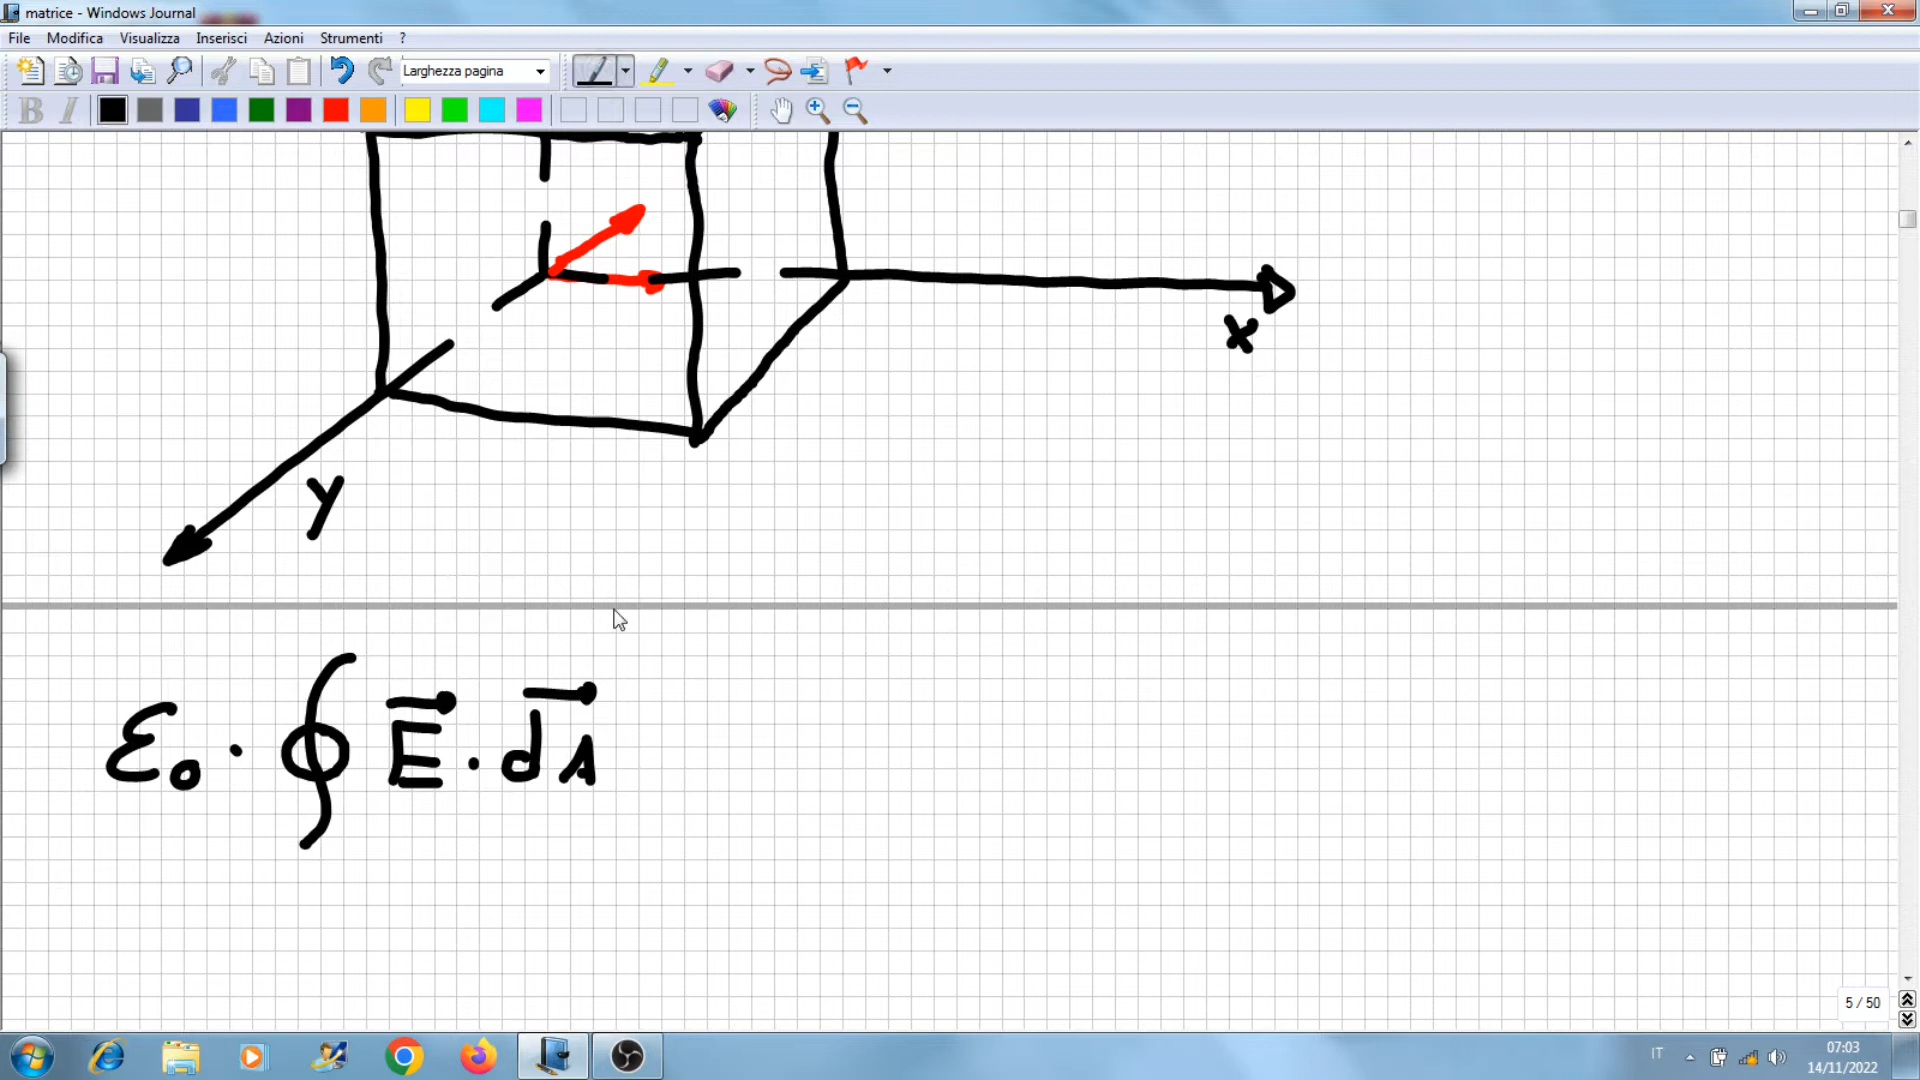 matrice - Windows Journal
File Modifica Visualizza Inserisci Azioni Strumenti ?
Larghezza pagina
B I
x
y
ε₀ · ∮ E⃗ · ds⃗
5 / 50
IT
07:03
14/11/2022